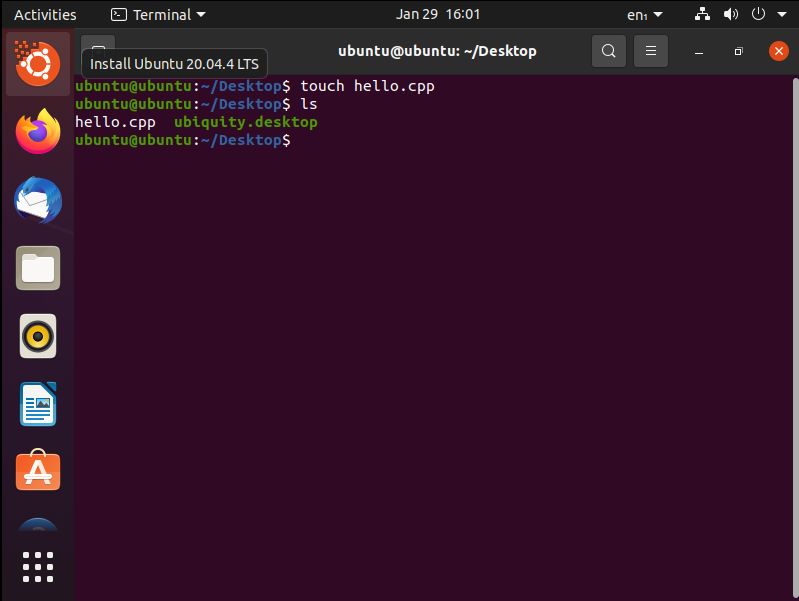 Activities Terminal Jan 29 16:01 en₁
ubuntu@ubuntu: ~/Desktop
Install Ubuntu 20.04.4 LTS
ubuntu@ubuntu:~/Desktop$ touch hello.cpp
ubuntu@ubuntu:~/Desktop$ ls
hello.cpp ubiquity.desktop
ubuntu@ubuntu:~/Desktop$